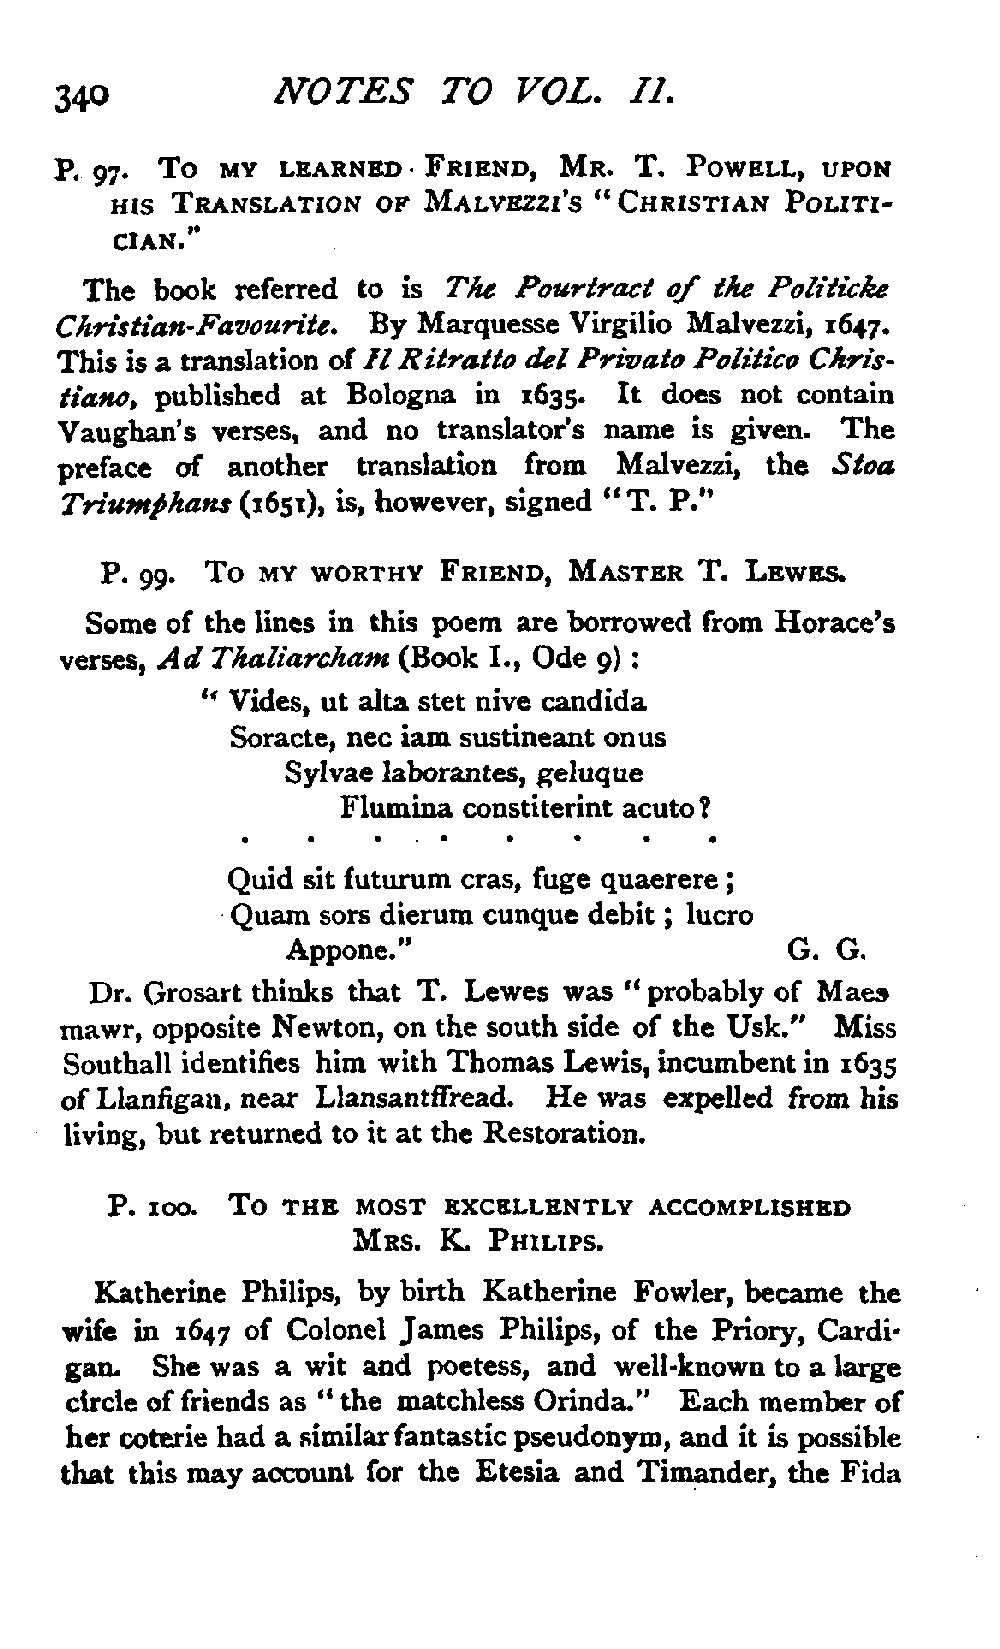 340 NOTES TO VOL. II.
P. 97. TO MY LEARNED FRIEND, MR. T. POWELL, UPON
HIS TRANSLATION OF MALVEZZI'S "CHRISTIAN POLITI-
CIAN."
The book referred to is The Pourtract of the Politicke
Christian-Favourite. By Marquesse Virgilio Malvezzi, 1647.
This is a translation of Il Ritratto del Privato Politico Chris-
tiano, published at Bologna in 1635. It does not contain
Vaughan's verses, and no translator's name is given. The
preface of another translation from Malvezzi, the Stoa
Triumphans (1651), is, however, signed "T. P."
P. 99. TO MY WORTHY FRIEND, MASTER T. LEWES.
Some of the lines in this poem are borrowed from Horace's
verses, Ad Thaliarcham (Book I., Ode 9) :
"Vides, ut alta stet nive candida
Soracte, nec iam sustineant onus
Sylvae laborantes, geluque
Flumina constiterint acuto?
. . . . . . . .
Quid sit futurum cras, fuge quaerere ;
Quam sors dierum cunque debit ; lucro
Appone." G. G.
Dr. Grosart thinks that T. Lewes was "probably of Maes
mawr, opposite Newton, on the south side of the Usk." Miss
Southall identifies him with Thomas Lewis, incumbent in 1635
of Llanfigan, near Llansantffread. He was expelled from his
living, but returned to it at the Restoration.
P. 100. TO THE MOST EXCELLENTLY ACCOMPLISHED
MRS. K. PHILIPS.
Katherine Philips, by birth Katherine Fowler, became the
wife in 1647 of Colonel James Philips, of the Priory, Cardi-
gan. She was a wit and poetess, and well-known to a large
circle of friends as "the matchless Orinda." Each member of
her coterie had a similar fantastic pseudonym, and it is possible
that this may account for the Etesia and Timander, the Fida